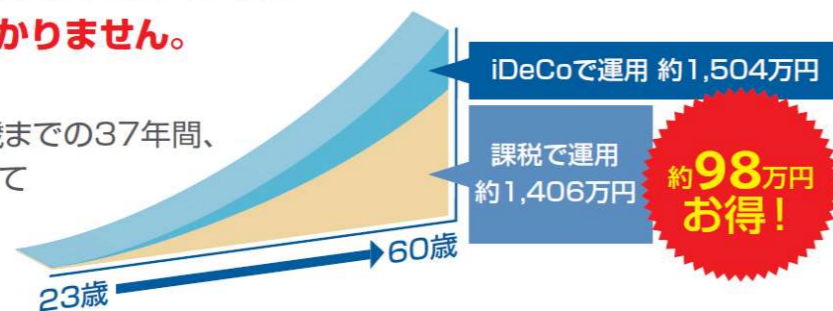 かりません。
歳までの37年間、
て
iDeCoで運用 約1,504万円
課税で運用
約1,406万円
約98万円
お得!
23歳
60歳